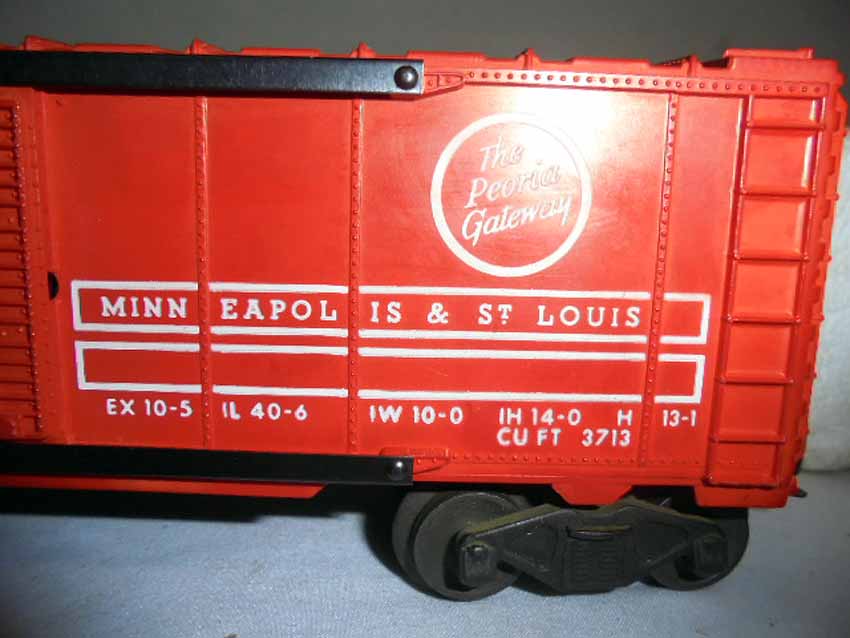 The
Peoria
Gateway
MINNEAPOLIS & ST LOUIS
EX 10-5 IL 40-6 IW 10-0 IH 14-0 H 13-1
CU FT 3713